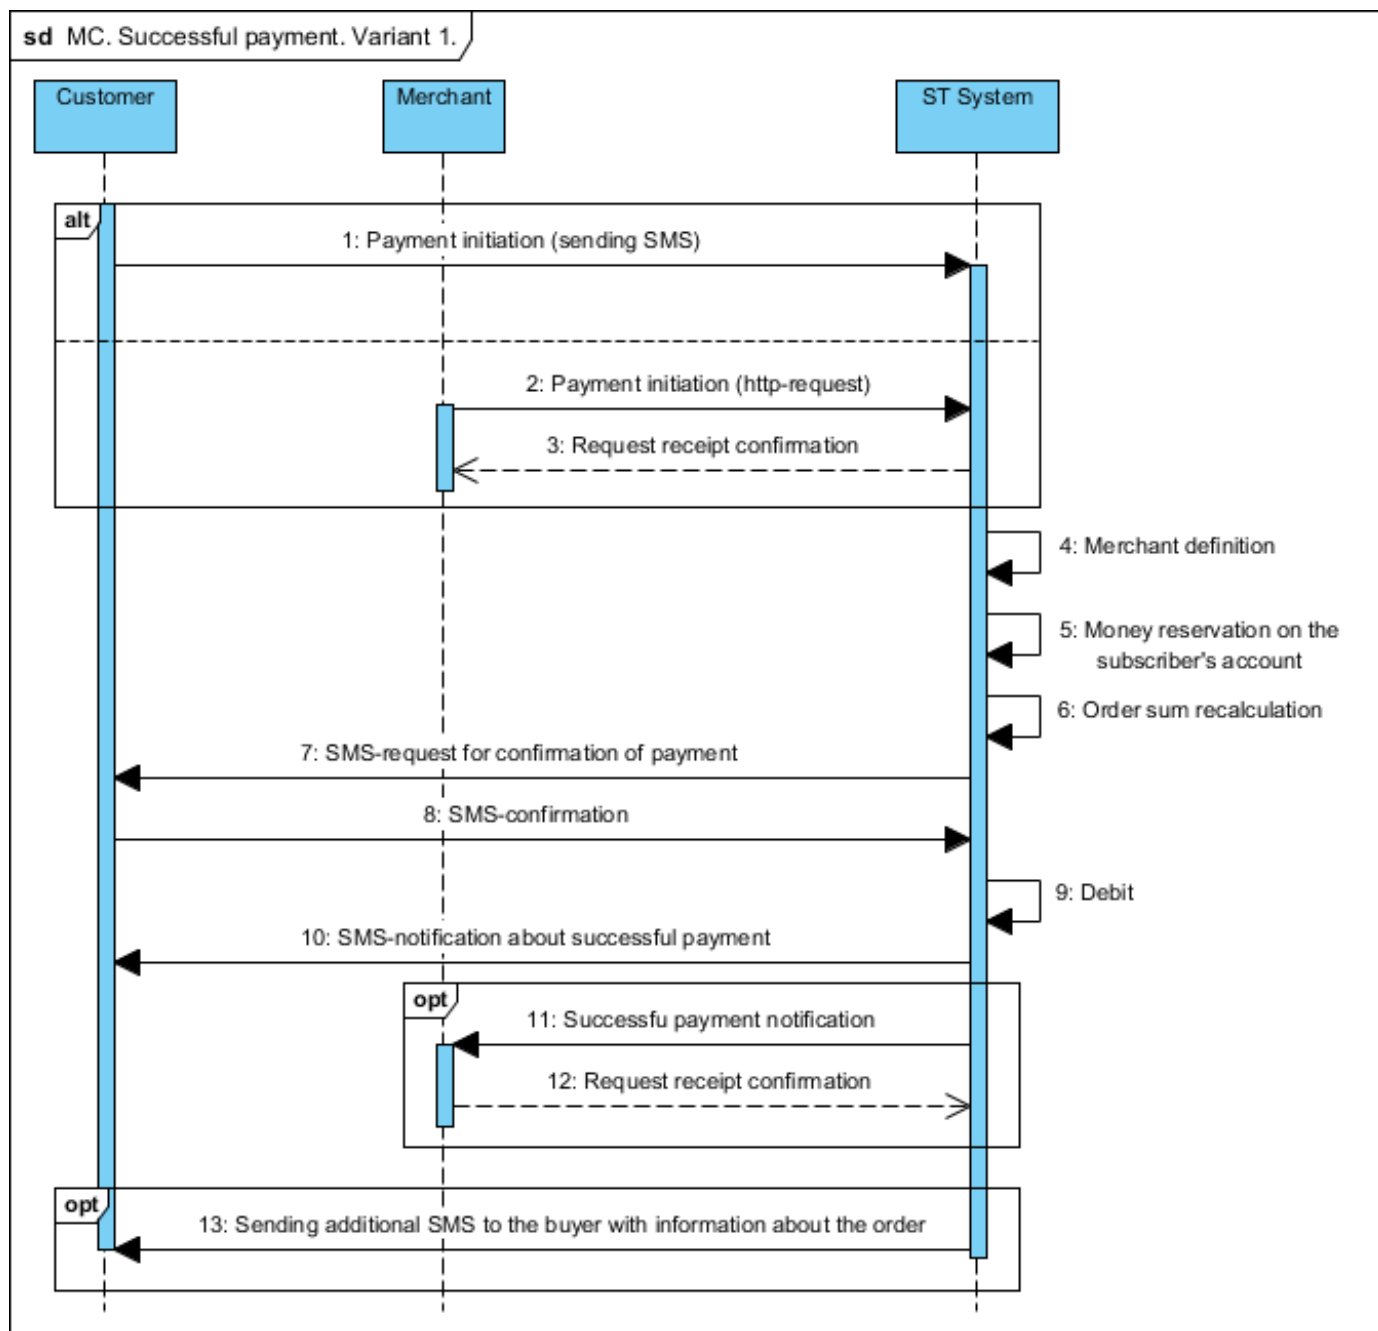 sd MC. Successful payment. Variant 1.
Customer
Merchant
ST System
alt
1: Payment initiation (sending SMS)
2: Payment initiation (http-request)
3: Request receipt confirmation
4: Merchant definition
5: Money reservation on the
subscriber's account
6: Order sum recalculation
7: SMS-request for confirmation of payment
8: SMS-confirmation
9: Debit
10: SMS-notification about successful payment
opt
11: Successfu payment notification
12: Request receipt confirmation
opt
13: Sending additional SMS to the buyer with information about the order